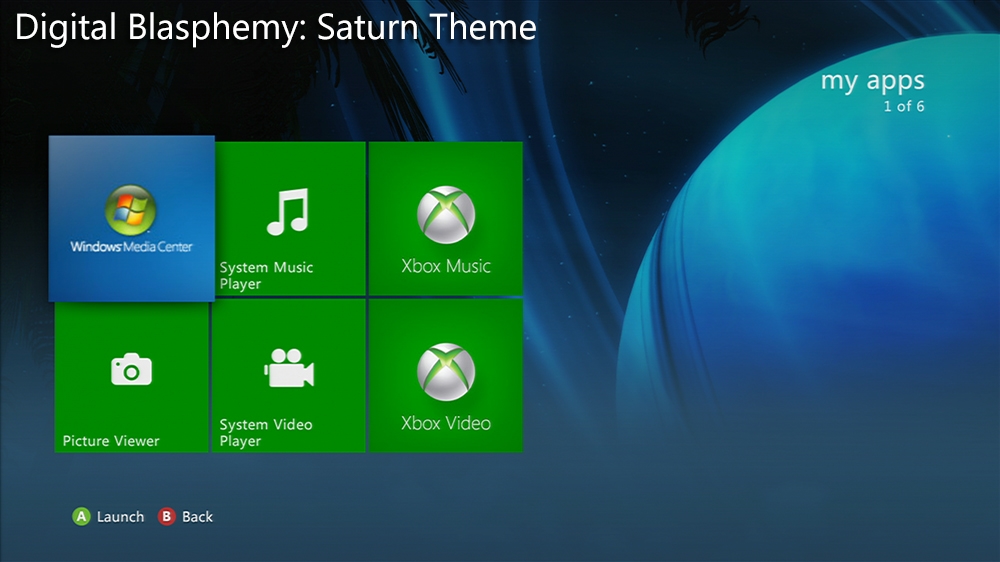 Digital Blasphemy: Saturn Theme
my apps
1 of 6
Windows Media Center
System Music
Player
Xbox Music
Picture Viewer
System Video
Player
Xbox Video
A Launch B Back